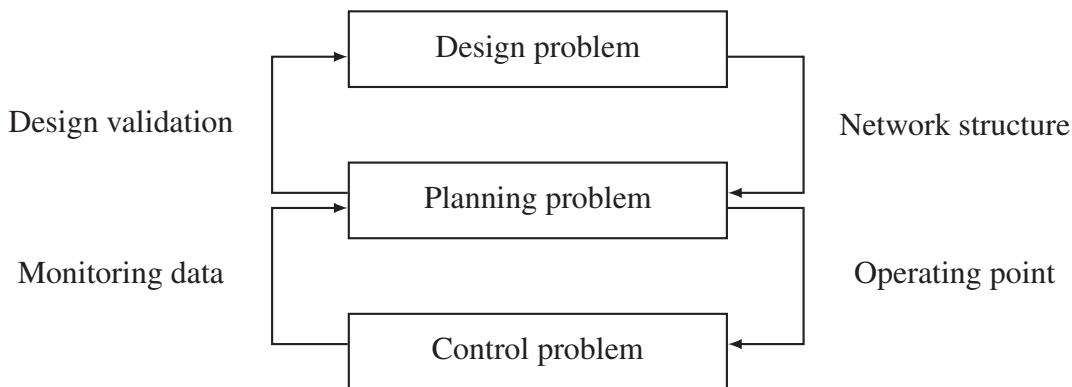 Design problem
Design validation
Network structure
Planning problem
Monitoring data
Operating point
Control problem